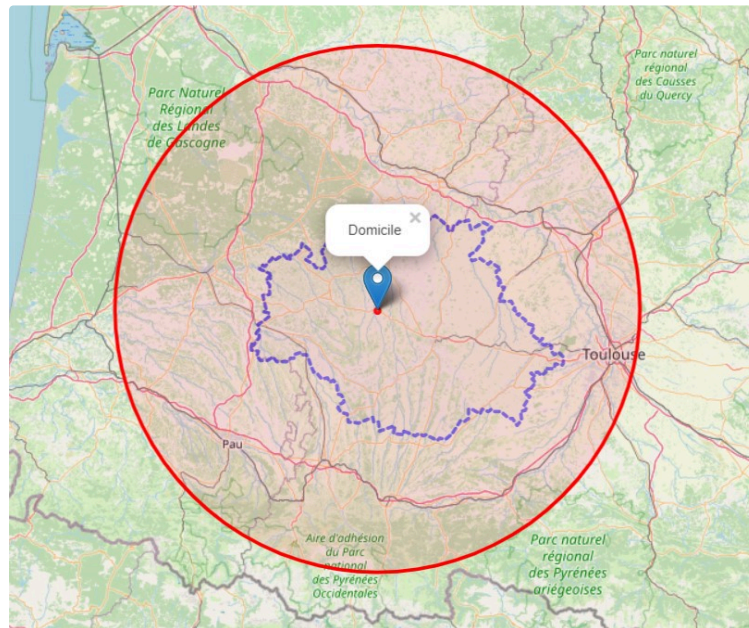 Parc naturel
régional
des Causses
du Quercy
Parc Naturel
Régional
des Landes
de Gascogne
Domicile
×
Toulouse
Pau
Aire d'adhésion
du Parc
national
des Pyrénées
Occidentales
Parc naturel
régional
des Pyrénées
ariégeoises